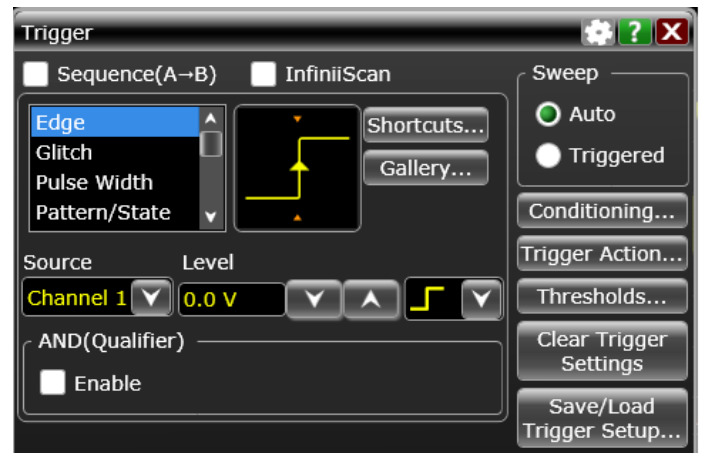 Trigger
?
X
Sequence(A→B)
InfiniiScan
Sweep
Edge
Glitch
Pulse Width
Pattern/State
Shortcuts...
Gallery...
Auto
Triggered
Conditioning...
Trigger Action...
Thresholds...
Clear Trigger
Settings
Save/Load
Trigger Setup...
Source
Level
Channel 1
0.0 V
AND(Qualifier)
Enable